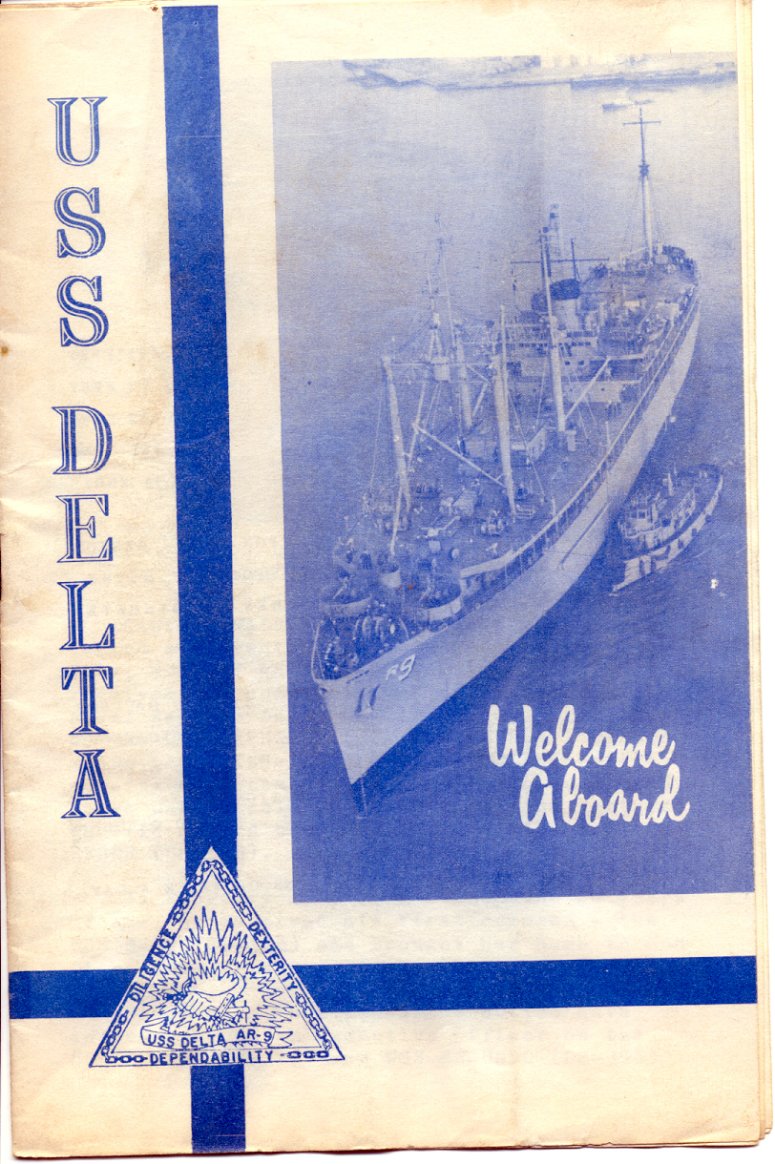 USS DELTA
R9
Welcome
Aboard
DILIGENCE
DEXTERITY
USS DELTA AR-9
DEPENDABILITY